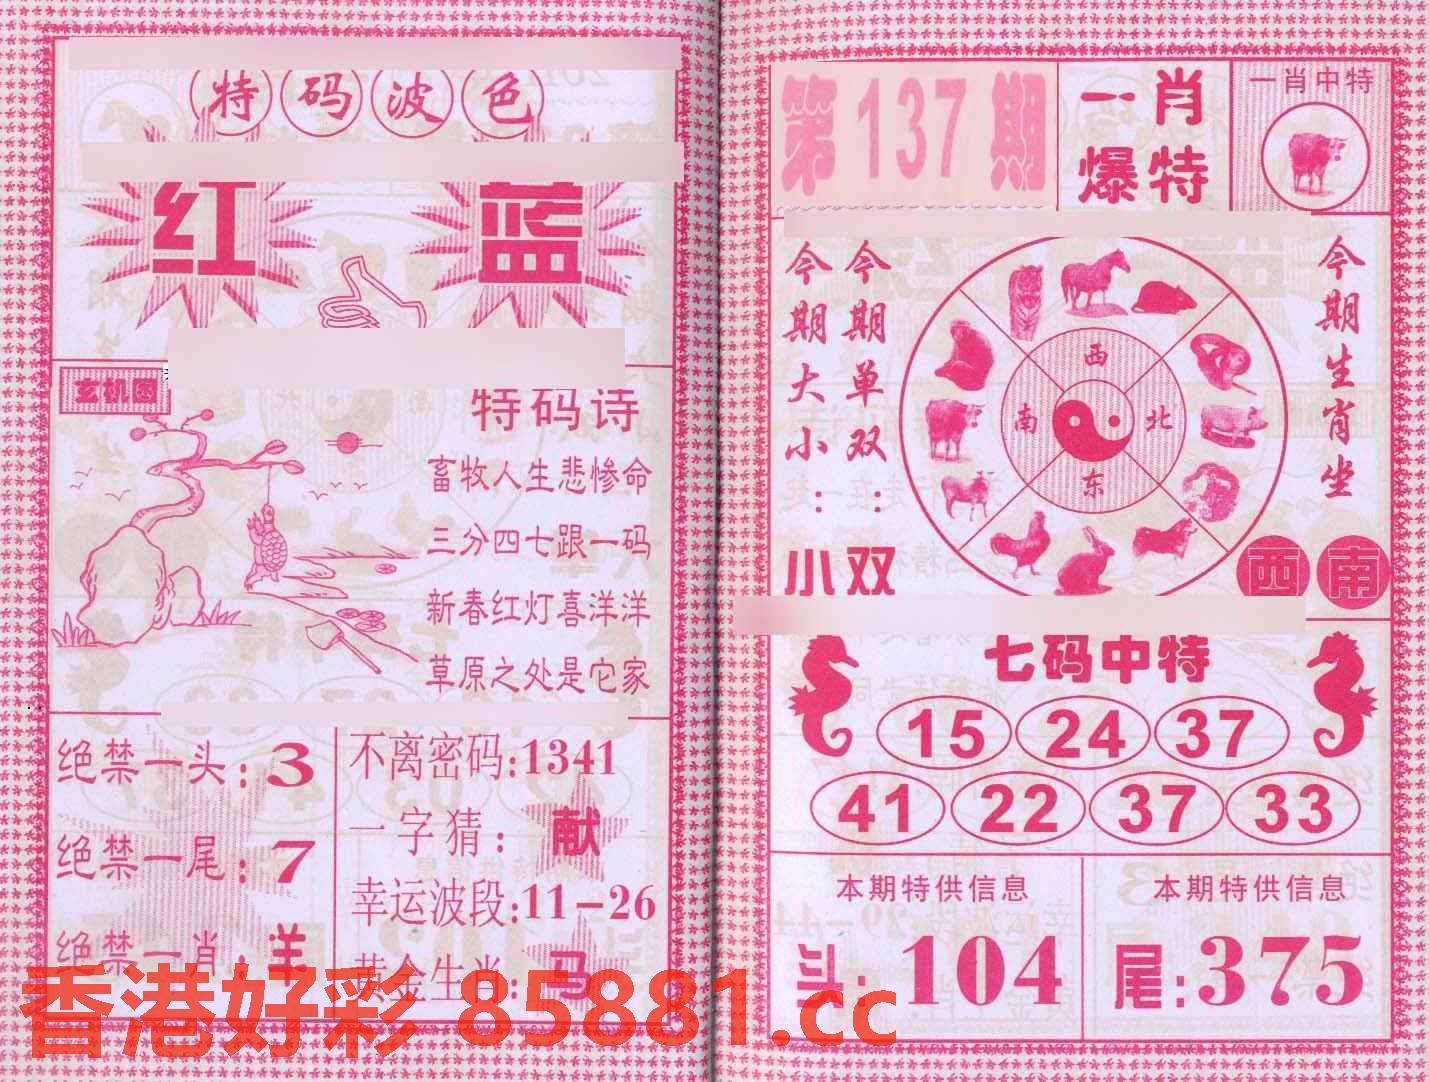 特码波色
红 蓝
玄机图
特码诗
畜牧人生悲惨命
三分四七跟一码
新春红灯喜洋洋
草原之处是它家
绝禁一头:3
绝禁一尾:7
绝禁一肖:羊
不离密码:1341
一字猜:献
幸运波段:11-26
黄金生肖:马
第137期
一肖
爆特
一肖中特
今期大小:小
今期单双:双
西
南 北
东
今期生肖坐
西 南
七码中特
15 24 37
41 22 37 33
本期特供信息
头:104
本期特供信息
尾:375
香港好彩 85881.cc